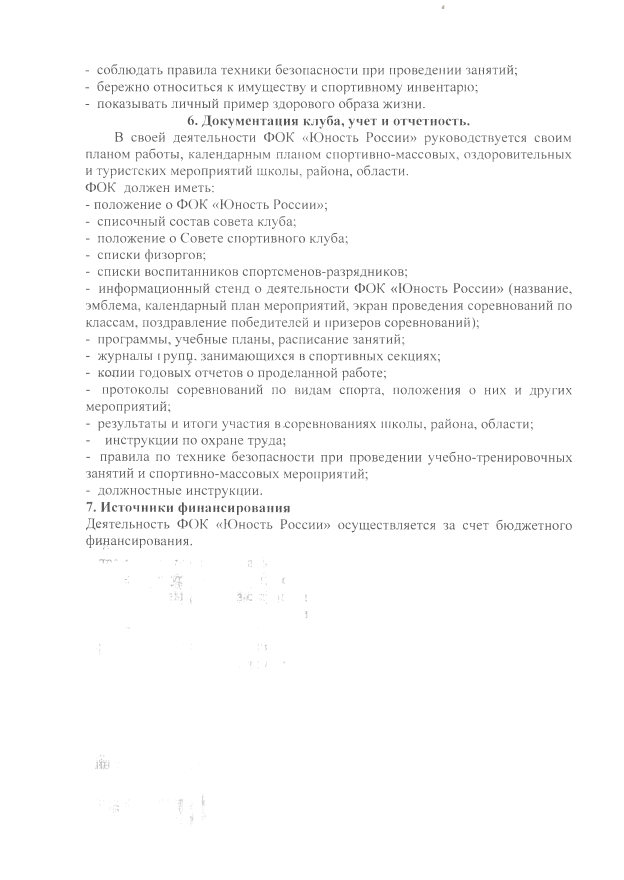 - соблюдать правила техники безопасности при проведении занятий;
- бережно относиться к имуществу и спортивному инвентарю;
- показывать личный пример здорового образа жизни.
6. Документация клуба, учет и отчетность.
В своей деятельности ФОК «Юность России» руководствуется своим
планом работы, календарным планом спортивно-массовых, оздоровительных
и туристских мероприятий школы, района, области.
ФОК должен иметь:
- положение о ФОК «Юность России»;
- списочный состав совета клуба;
- положение о Совете спортивного клуба;
- списки физоргов;
- списки воспитанников спортсменов-разрядников;
- информационный стенд о деятельности ФОК «Юность России» (название,
эмблема, календарный план мероприятий, экран проведения соревнований по
классам, поздравление победителей и призеров соревнований);
- программы, учебные планы, расписание занятий;
- журналы групп, занимающихся в спортивных секциях;
- копии годовых отчетов о проделанной работе;
- протоколы соревнований по видам спорта, положения о них и других
мероприятий;
- результаты и итоги участия в соревнованиях школы, района, области;
- инструкции по охране труда;
- правила по технике безопасности при проведении учебно-тренировочных
занятий и спортивно-массовых мероприятий;
- должностные инструкции.
7. Источники финансирования
Деятельность ФОК «Юность России» осуществляется за счет бюджетного
финансирования.